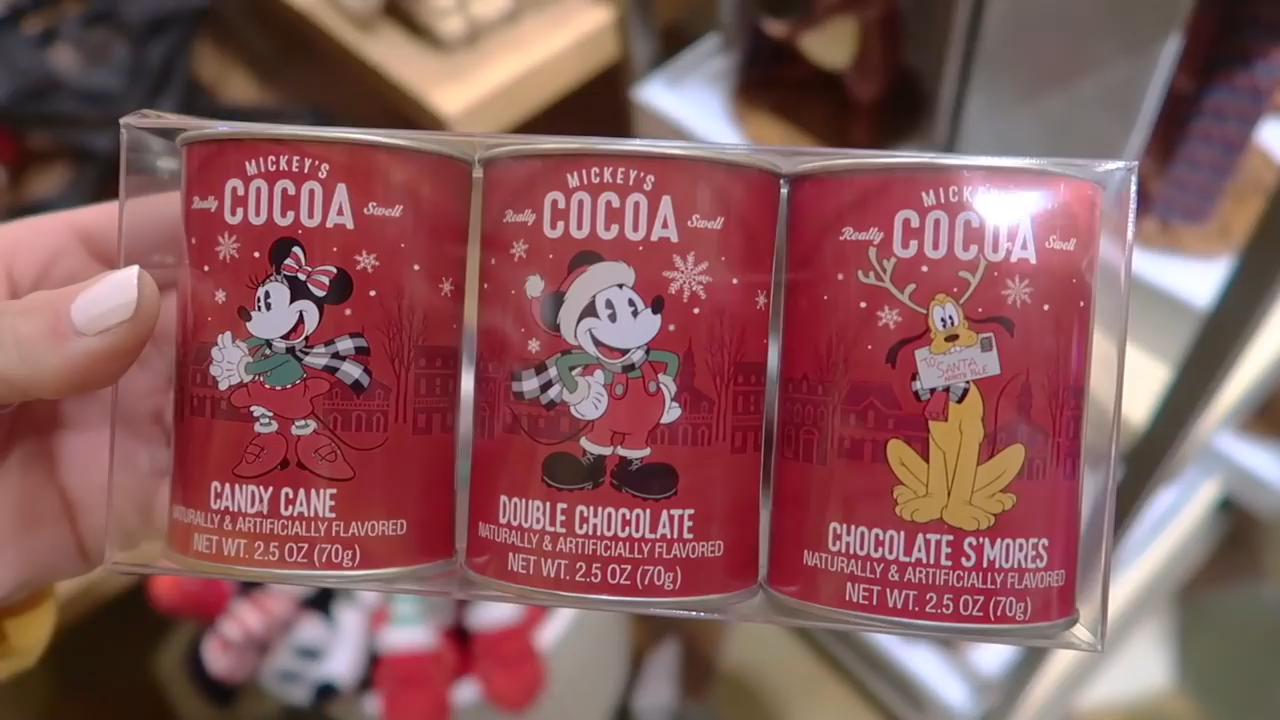 MICKEY'S
Really COCOA Swell
CANDY CANE
NATURALLY & ARTIFICIALLY FLAVORED
NET WT. 2.5 OZ (70g)
MICKEY'S
Really COCOA Swell
DOUBLE CHOCOLATE
NATURALLY & ARTIFICIALLY FLAVORED
NET WT. 2.5 OZ (70g)
MICKEY'S
Really COCOA Swell
TO: SANTA
NORTH POLE
CHOCOLATE S'MORES
NATURALLY & ARTIFICIALLY FLAVORED
NET WT. 2.5 OZ (70g)